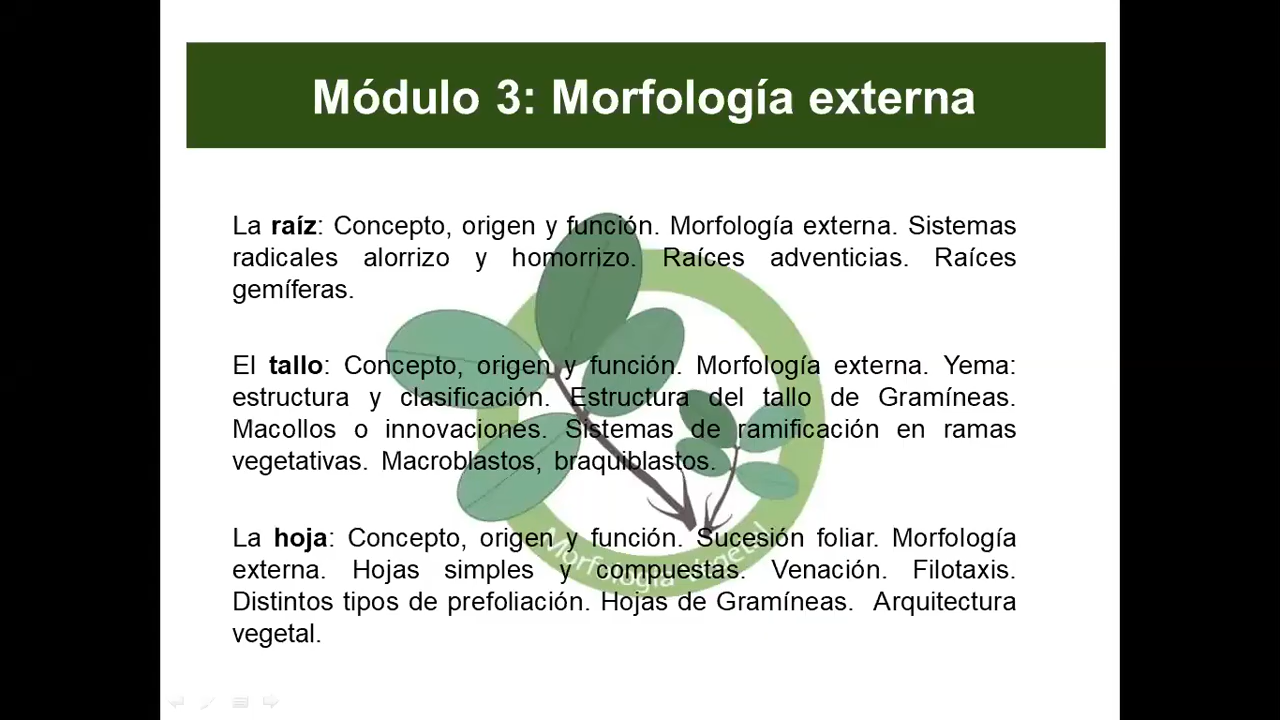 Módulo 3: Morfología externa
La raíz: Concepto, origen y función. Morfología externa. Sistemas
radicales alorrizo y homorrizo. Raíces adventicias. Raíces
gemíferas.
El tallo: Concepto, origen y función. Morfología externa. Yema:
estructura y clasificación. Estructura del tallo de Gramíneas.
Macollos o innovaciones. Sistemas de ramificación en ramas
vegetativas. Macroblastos, braquiblastos.
La hoja: Concepto, origen y función. Sucesión foliar. Morfología
externa. Hojas simples y compuestas. Venación. Filotaxis.
Distintos tipos de prefoliación. Hojas de Gramíneas. Arquitectura
vegetal.
Morfología vegetal